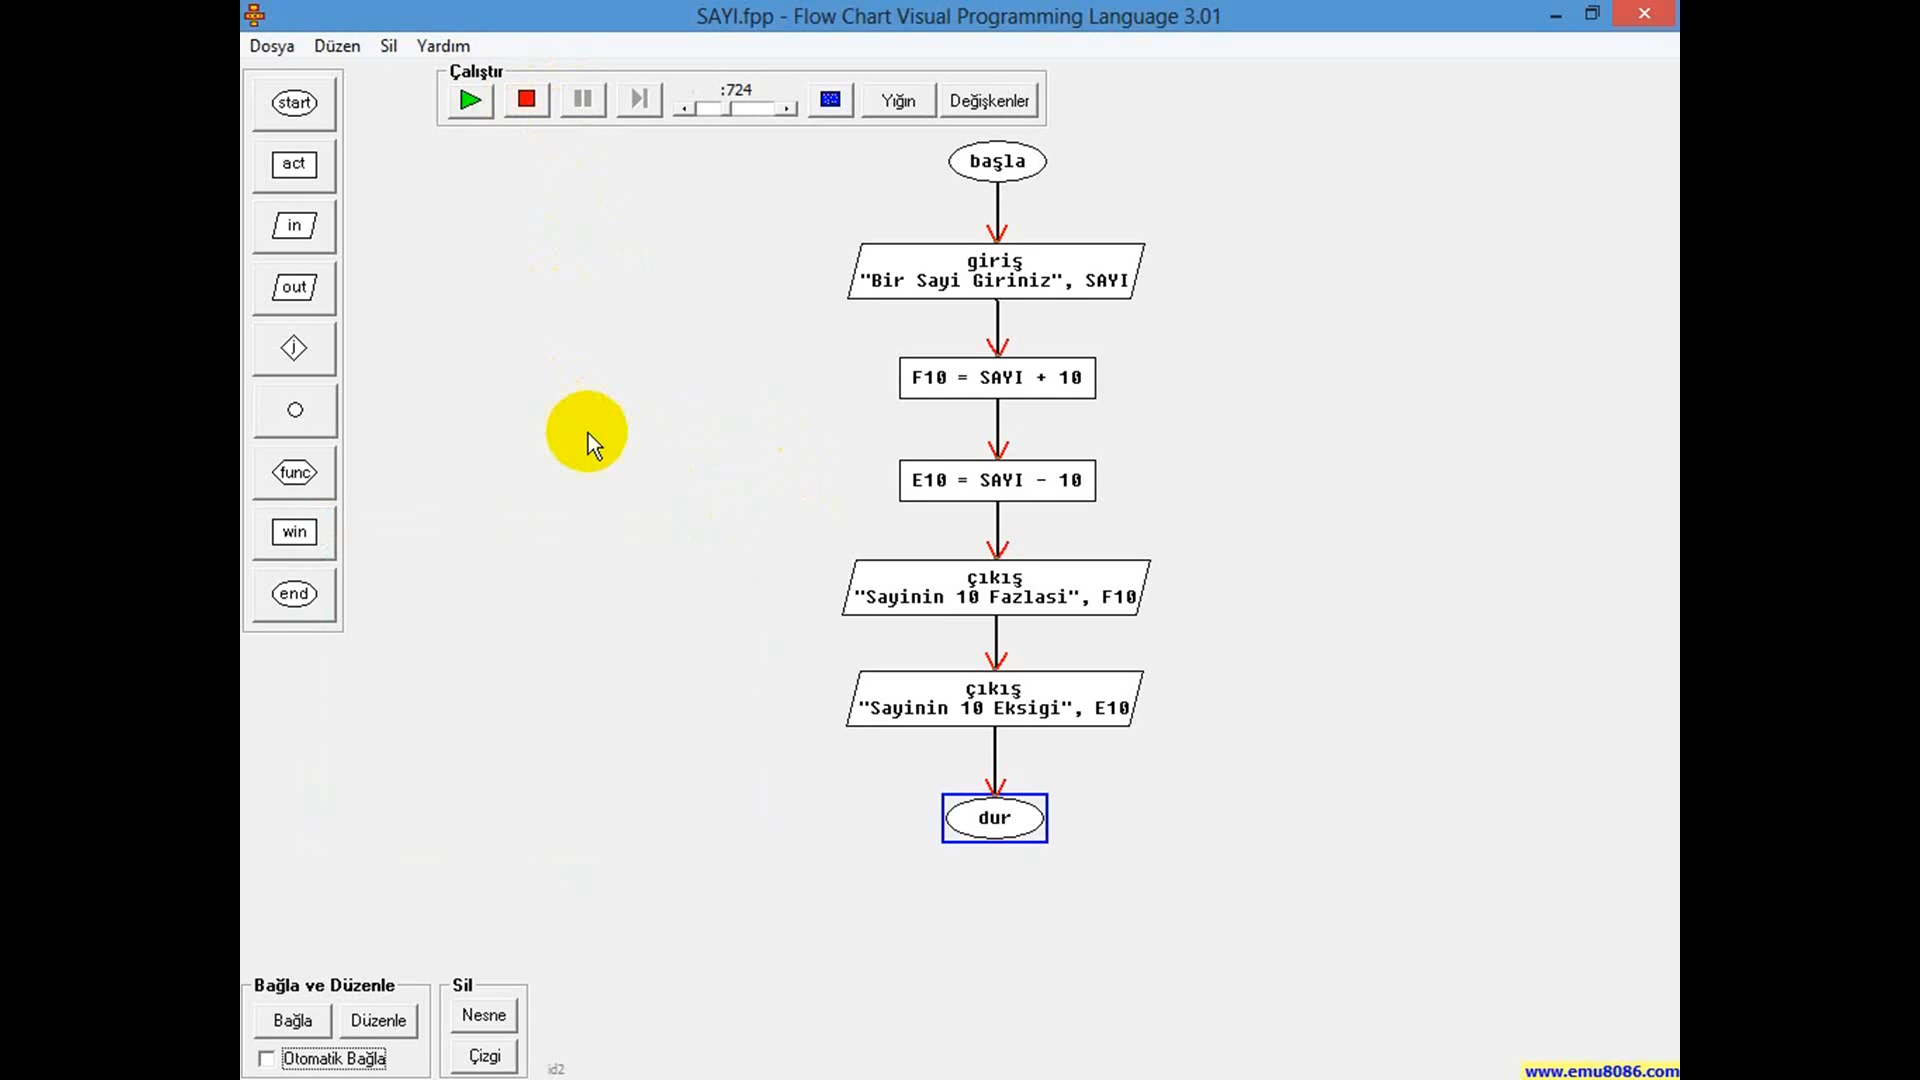 SAYI.fpp - Flow Chart Visual Programming Language 3.01
Dosya Düzen Sil Yardım
Çalıştır
:724
Yığın
Değişkenler
start
act
in
out
j
func
win
end
başla
giriş
"Bir Sayi Giriniz", SAYI
F10 = SAYI + 10
E10 = SAYI - 10
çıkış
"Sayinin 10 Fazlasi", F10
çıkış
"Sayinin 10 Eksigi", E10
dur
Bağla ve Düzenle
Bağla
Düzenle
Otomatik Bağla
Sil
Nesne
Çizgi
id2
www.emu8086.com